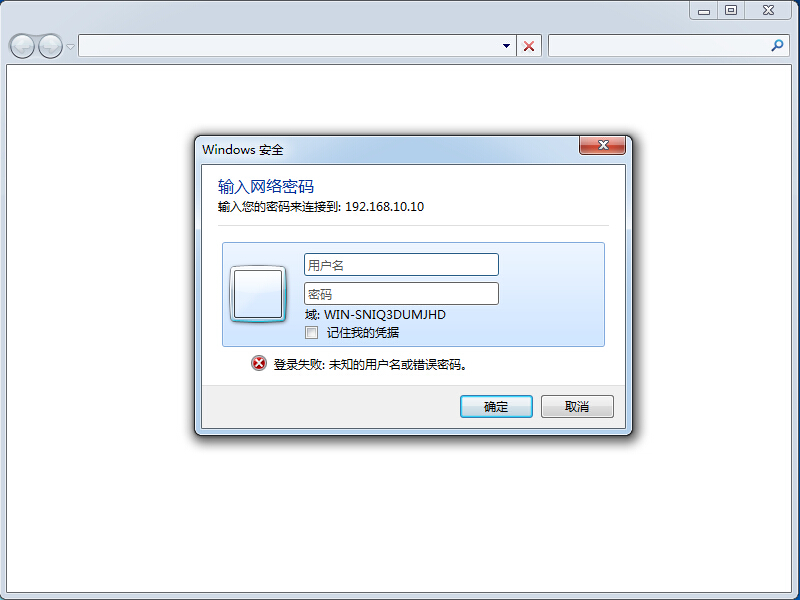 Windows 安全
输入网络密码
输入您的密码来连接到: 192.168.10.10
用户名
密码
域: WIN-SNIQ3DUMJHD
记住我的凭据
登录失败: 未知的用户名或错误密码。
确定
取消